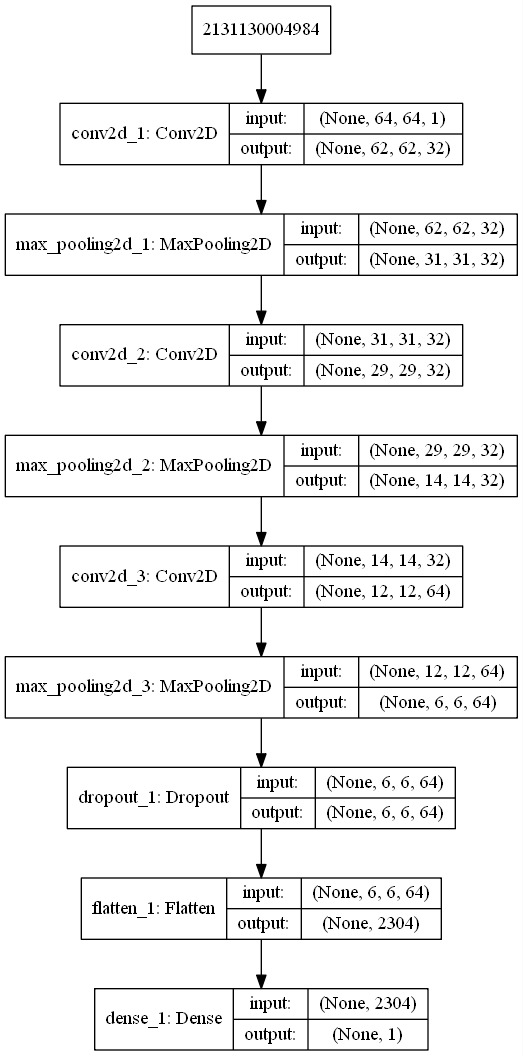 2131130004984
conv2d_1: Conv2D
input:
(None, 64, 64, 1)
output:
(None, 62, 62, 32)
max_pooling2d_1: MaxPooling2D
input:
(None, 62, 62, 32)
output:
(None, 31, 31, 32)
conv2d_2: Conv2D
input:
(None, 31, 31, 32)
output:
(None, 29, 29, 32)
max_pooling2d_2: MaxPooling2D
input:
(None, 29, 29, 32)
output:
(None, 14, 14, 32)
conv2d_3: Conv2D
input:
(None, 14, 14, 32)
output:
(None, 12, 12, 64)
max_pooling2d_3: MaxPooling2D
input:
(None, 12, 12, 64)
output:
(None, 6, 6, 64)
dropout_1: Dropout
input:
(None, 6, 6, 64)
output:
(None, 6, 6, 64)
flatten_1: Flatten
input:
(None, 6, 6, 64)
output:
(None, 2304)
dense_1: Dense
input:
(None, 2304)
output:
(None, 1)